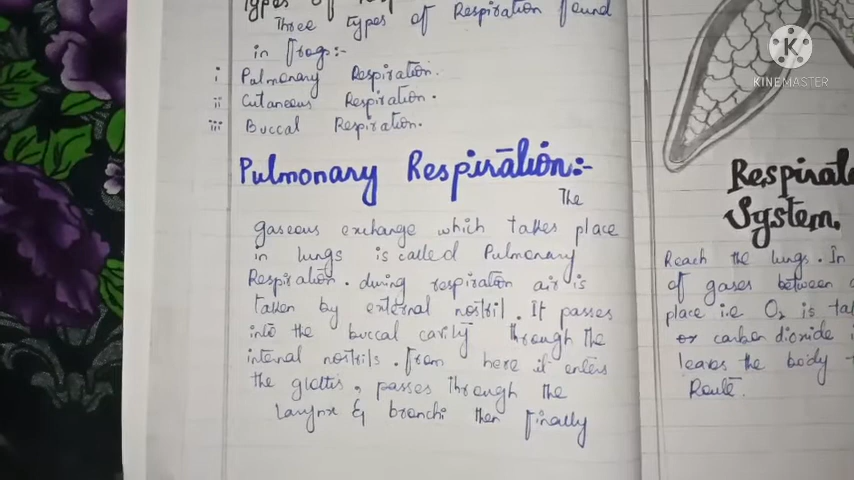 Types of
Three types of Respiration found
in frog:-
i Pulmonary Respiration.
ii Cutaneous Respiration.
iii Buccal Respiration.
Pulmonary Respiration:-
The
gaseous exchange which takes place
in lungs is called Pulmonary
Respiration. during respiration air is
taken by external nostril. It passes
into the buccal cavity through the
internal nostrils. From here it enters
the glottis, passes through the
Larynx & bronchi then finally
System.
Reach the lungs. In
of gases between
place i.e O₂ is
or carbon dioxide
leaves the body
Route.
K
KINEMASTER